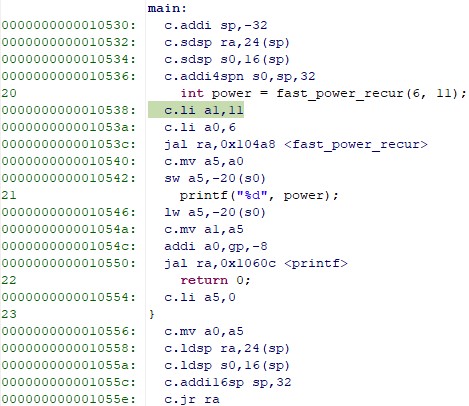 main:
0000000000010530: c.addi sp,-32
0000000000010532: c.sdsp ra,24(sp)
0000000000010534: c.sdsp s0,16(sp)
0000000000010536: c.addi4spn s0,sp,32
20 int power = fast_power_recur(6, 11);
0000000000010538: c.li a1,11
000000000001053a: c.li a0,6
000000000001053c: jal ra,0x104a8 <fast_power_recur>
0000000000010540: c.mv a5,a0
0000000000010542: sw a5,-20(s0)
21 printf("%d", power);
0000000000010546: lw a5,-20(s0)
000000000001054a: c.mv a1,a5
000000000001054c: addi a0,gp,-8
0000000000010550: jal ra,0x1060c <printf>
22 return 0;
0000000000010554: c.li a5,0
23 }
0000000000010556: c.mv a0,a5
0000000000010558: c.ldsp ra,24(sp)
000000000001055a: c.ldsp s0,16(sp)
000000000001055c: c.addi16sp sp,32
000000000001055e: c.jr ra